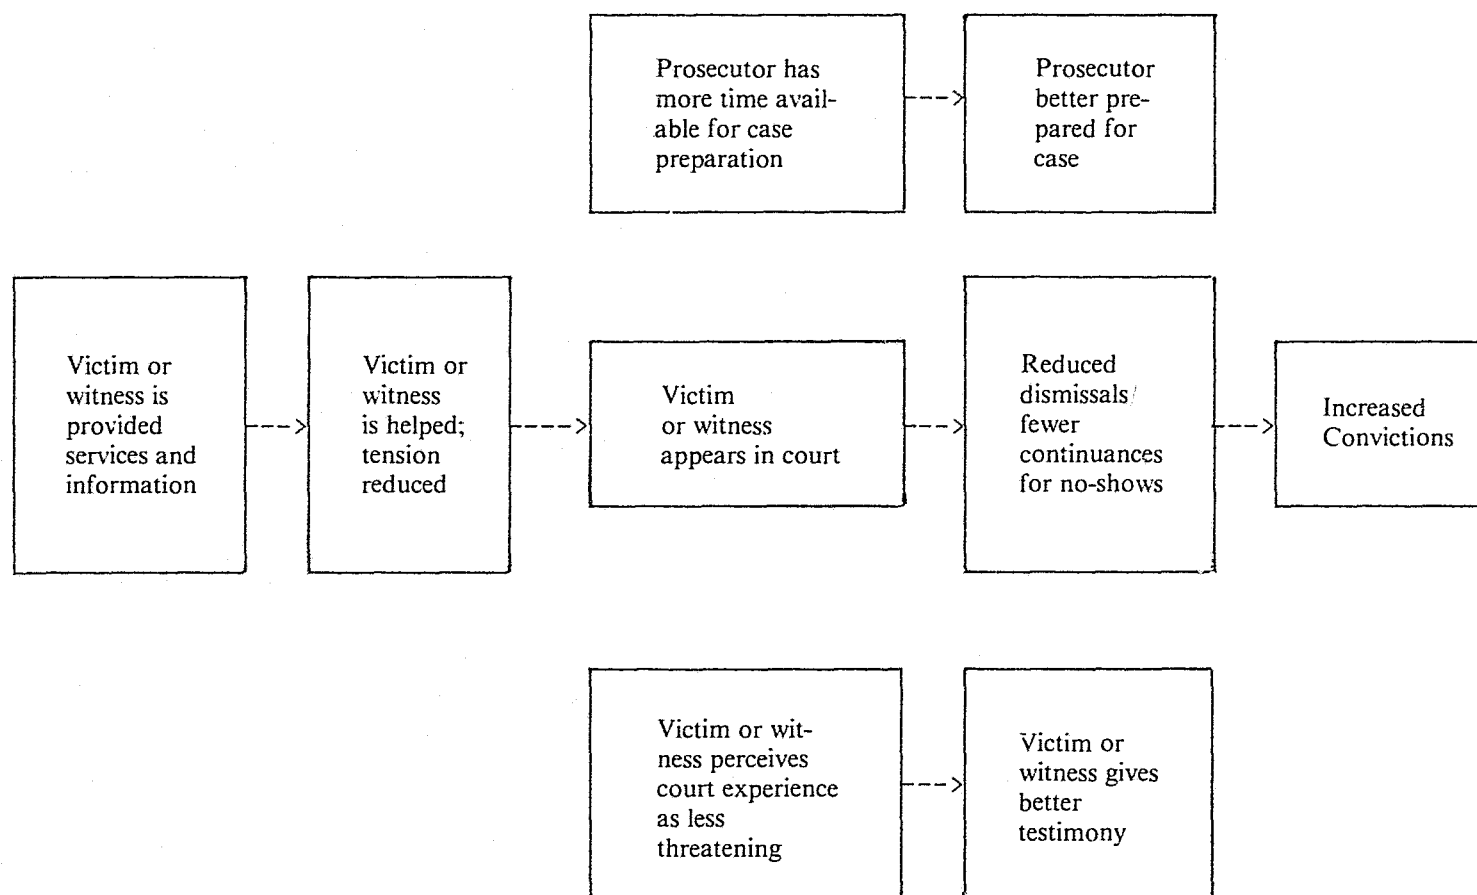 Prosecutor has
more time avail-
able for case
preparation
Prosecutor
better pre-
pared for
case
Victim or
witness is
provided
services and
information
Victim or
witness
is helped;
tension
reduced
Victim
or witness
appears in court
Reduced
dismissals/
fewer
continuances
for no-shows
Increased
Convictions
Victim or wit-
ness perceives
court experience
as less
threatening
Victim or
witness gives
better
testimony